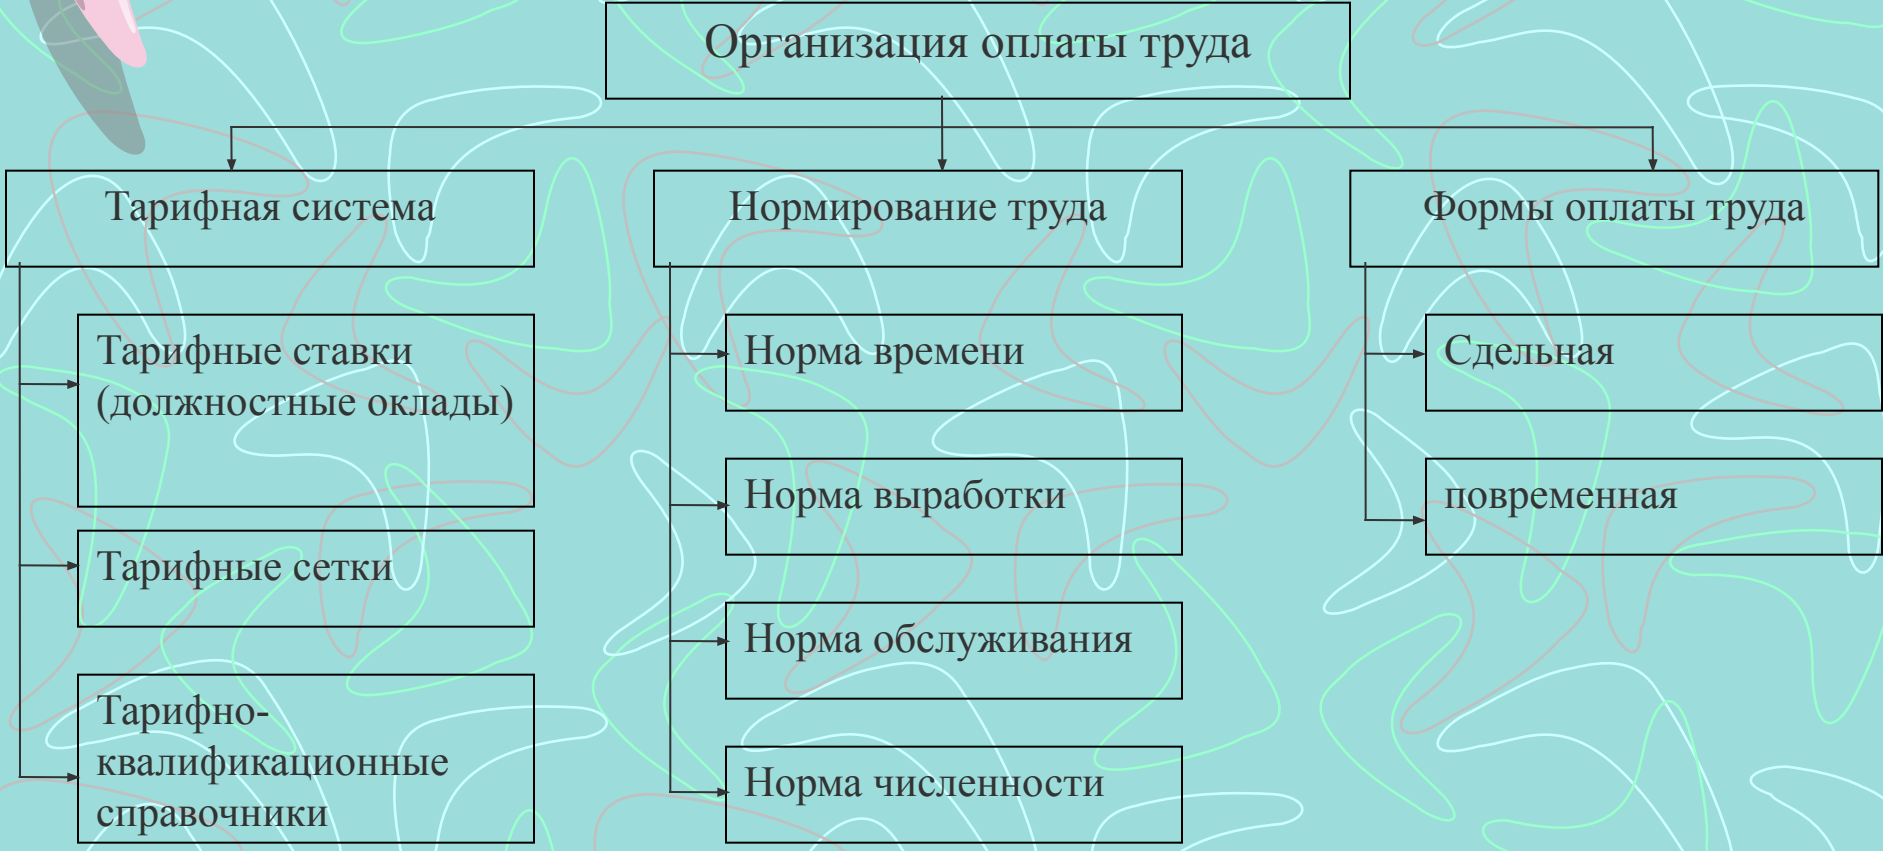 Организация оплаты труда
Тарифная система
Тарифные ставки
(должностные оклады)
Тарифные сетки
Тарифно-
квалификационные
справочники
Нормирование труда
Норма времени
Норма выработки
Норма обслуживания
Норма численности
Формы оплаты труда
Сдельная
повременная